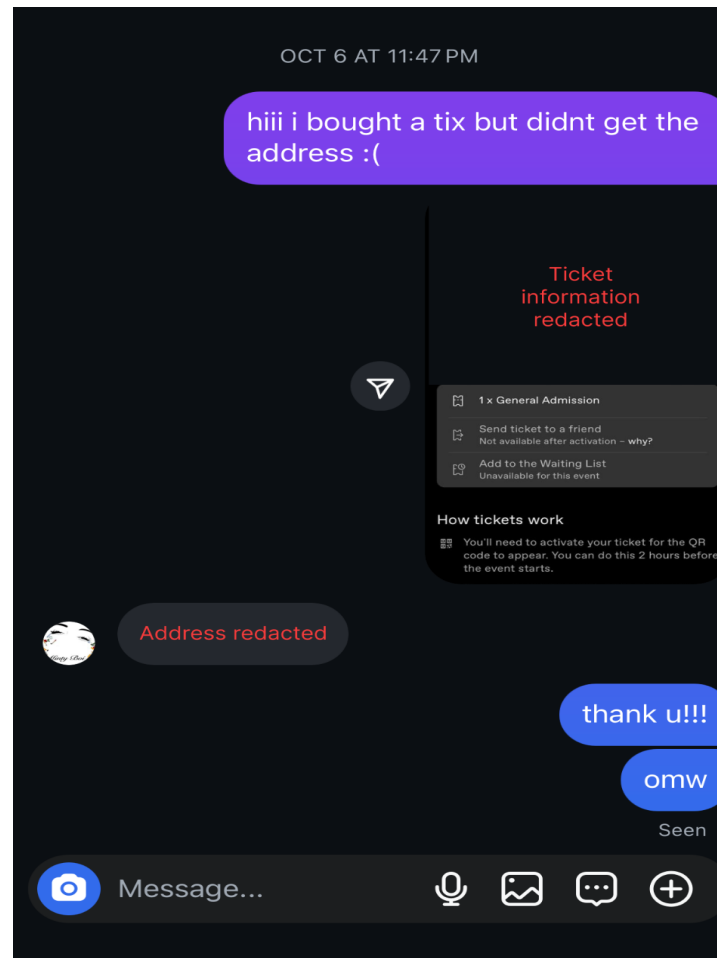 OCT 6 AT 11:47 PM
hiii i bought a tix but didnt get the
address :(
Ticket
information
redacted
1 x General Admission
Send ticket to a friend
Not available after activation – why?
Add to the Waiting List
Unavailable for this event
How tickets work
You'll need to activate your ticket for the QR
code to appear. You can do this 2 hours before
the event starts.
Address redacted
thank u!!!
omw
Seen
Message...